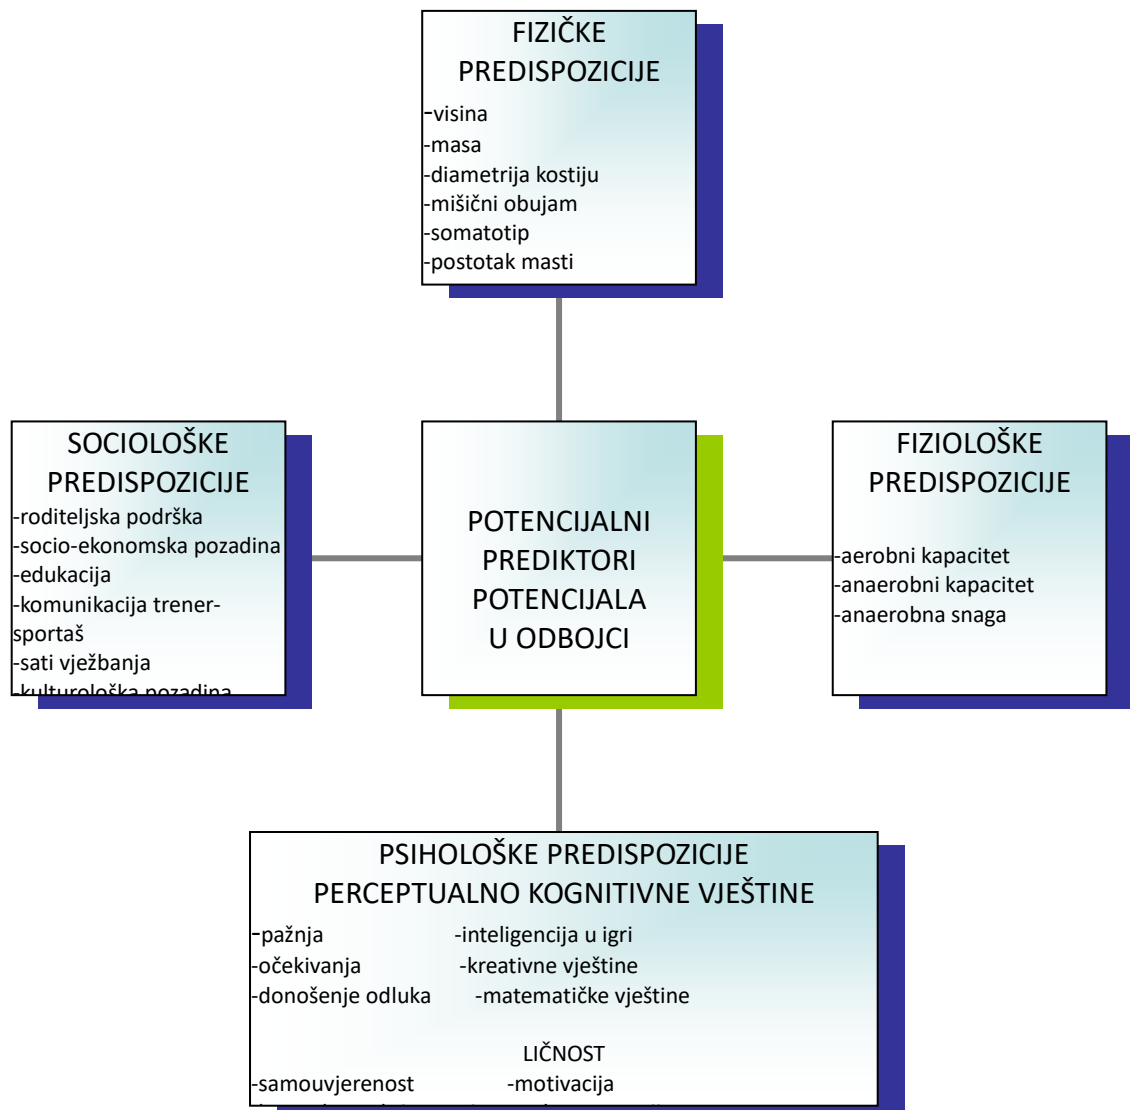 FIZIČKE
PREDISPOZICIJE
-visina
-masa
-diametrija kostiju
-mišični obujam
-somatotip
-postotak masti
SOCIOLOŠKE
PREDISPOZICIJE
-roditeljska podrška
-socio-ekonomska pozadina
-edukacija
-komunikacija trener-
sportaš
-sati vježbanja
-kulturološka pozadina
POTENCIJALNI
PREDIKTORI
POTENCIJALA
U ODBOJCI
FIZIOLOŠKE
PREDISPOZICIJE
-aerobni kapacitet
-anaerobni kapacitet
-anaerobna snaga
PSIHOLOŠKE PREDISPOZICIJE
PERCEPTUALNO KOGNITIVNE VJEŠTINE
-pažnja -inteligencija u igri
-očekivanja -kreativne vještine
-donošenje odluka -matematičke vještine
LIČNOST
-samouvjerenost -motivacija